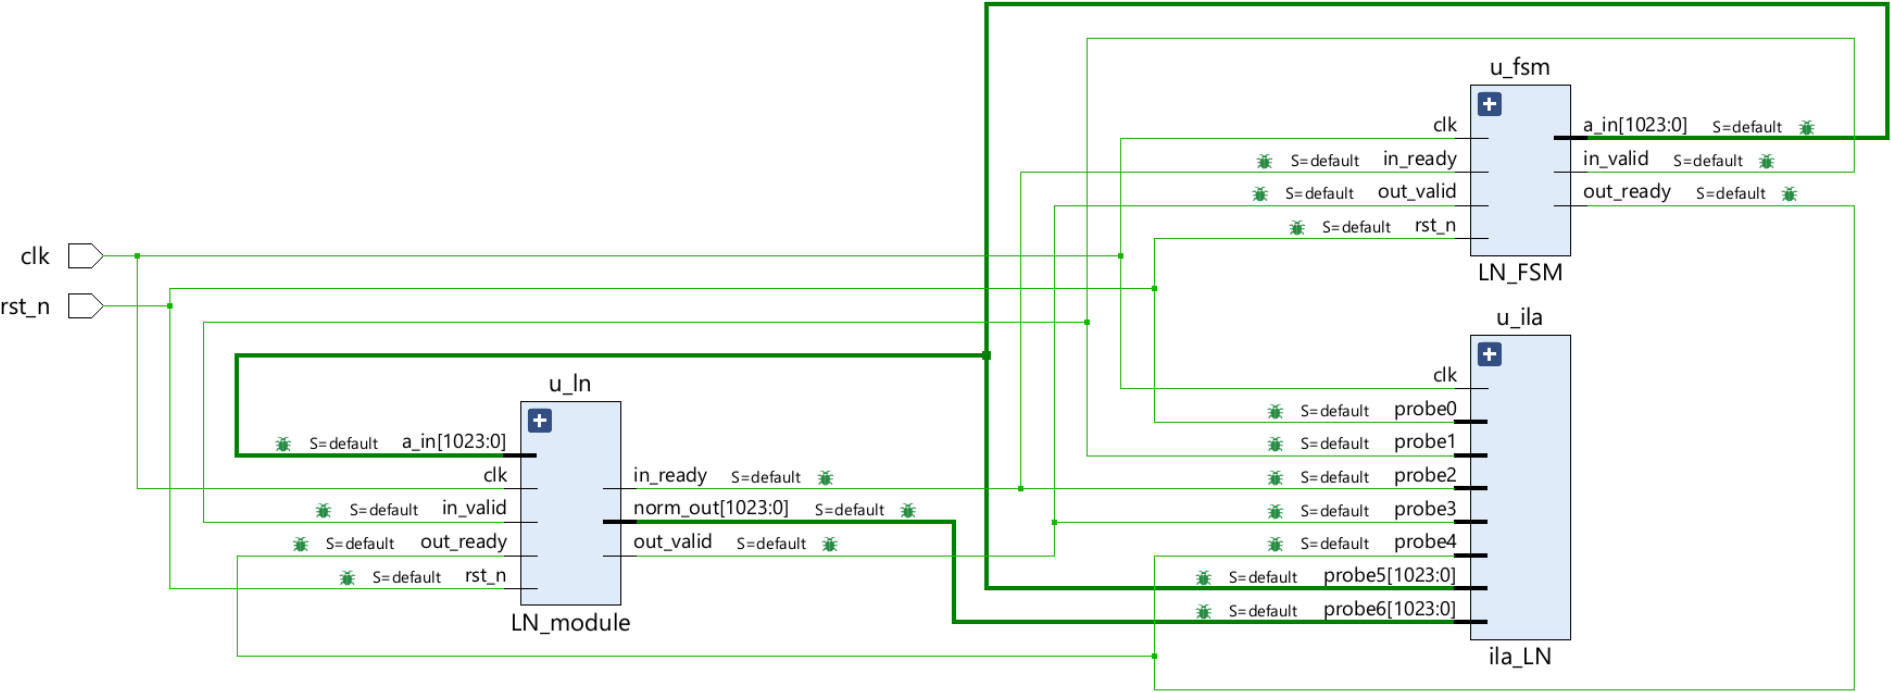 u_fsm
clk
a_in[1023:0] S=default
S=default in_ready
in_valid S=default
S=default out_valid
out_ready S=default
S=default rst_n
LN_FSM
clk
rst_n
u_ila
clk
S=default probe0
S=default probe1
S=default probe2
S=default probe3
S=default probe4
S=default probe5[1023:0]
S=default probe6[1023:0]
ila_LN
u_ln
S=default a_in[1023:0]
clk
in_ready S=default
S=default in_valid
norm_out[1023:0] S=default
S=default out_ready
out_valid S=default
S=default rst_n
LN_module